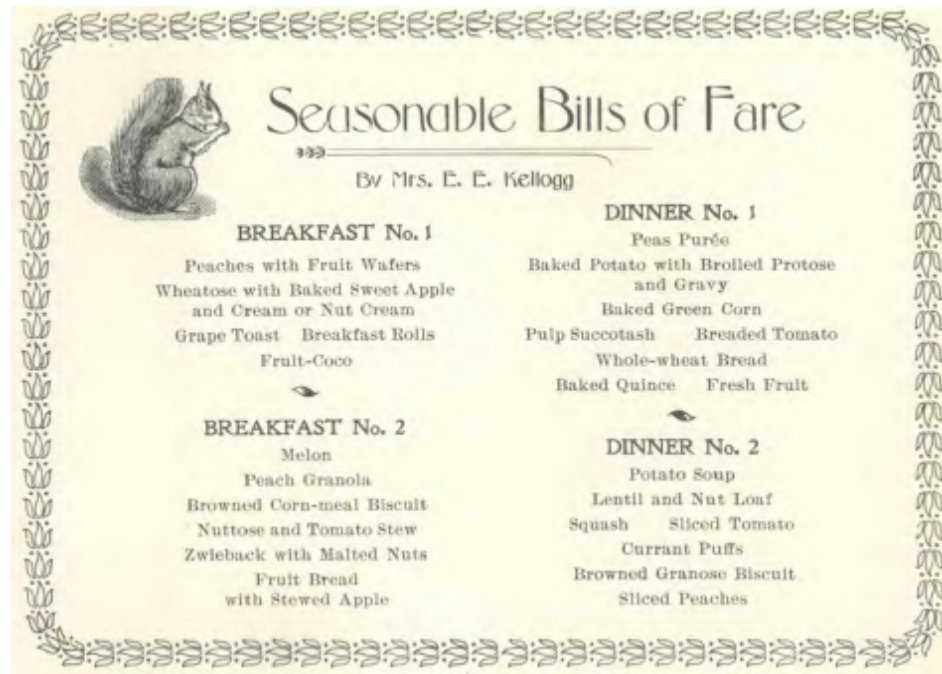 Seasonable Bills of Fare
By Mrs. E. E. Kellogg
BREAKFAST No. 1
Peaches with Fruit Wafers
Wheatose with Baked Sweet Apple
and Cream or Nut Cream
Grape Toast Breakfast Rolls
Fruit-Coco
BREAKFAST No. 2
Melon
Peach Granola
Browned Corn-meal Biscuit
Nuttose and Tomato Stew
Zwieback with Malted Nuts
Fruit Bread
with Stewed Apple
DINNER No. 1
Peas Purée
Baked Potato with Broiled Protose
and Gravy
Baked Green Corn
Pulp Succotash Breaded Tomato
Whole-wheat Bread
Baked Quince Fresh Fruit
DINNER No. 2
Potato Soup
Lentil and Nut Loaf
Squash Sliced Tomato
Currant Puffs
Browned Granose Biscuit
Sliced Peaches